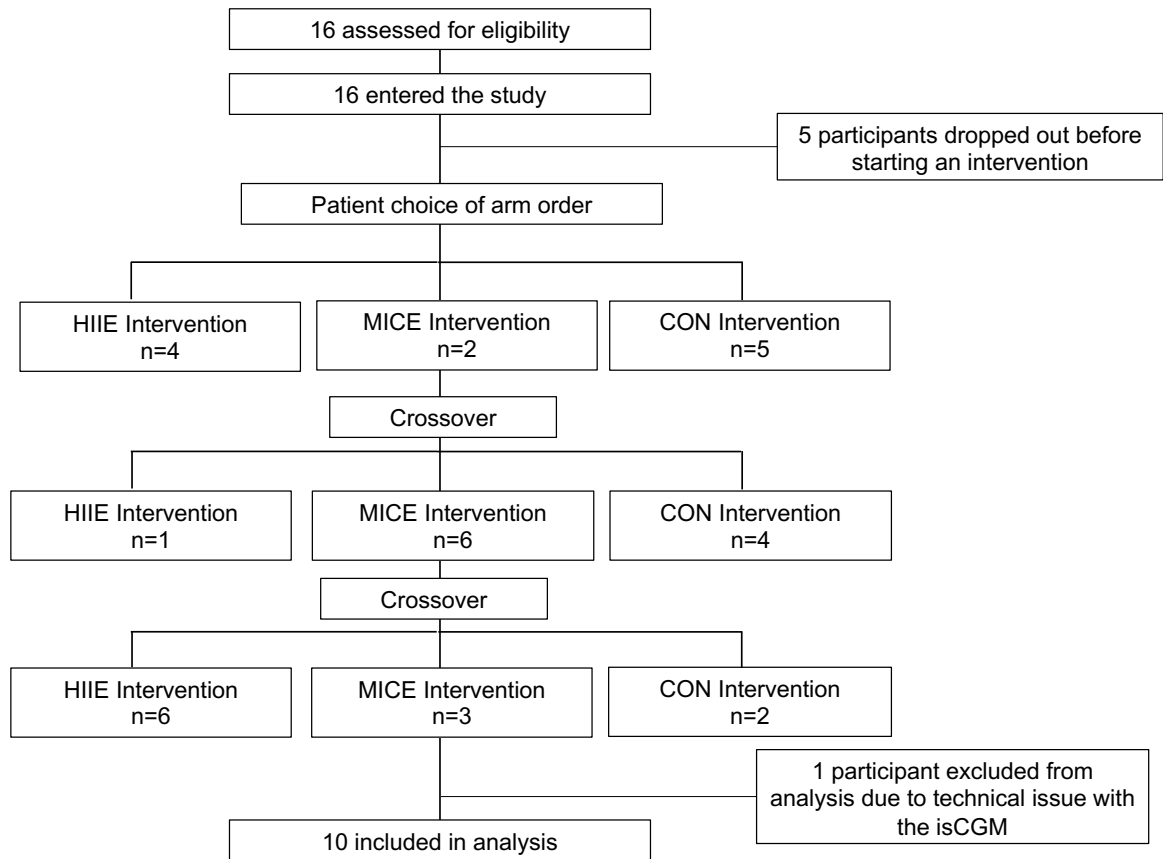 16 assessed for eligibility
16 entered the study
5 participants dropped out before
starting an intervention
Patient choice of arm order
HIIE Intervention
n=4
MICE Intervention
n=2
CON Intervention
n=5
Crossover
HIIE Intervention
n=1
MICE Intervention
n=6
CON Intervention
n=4
Crossover
HIIE Intervention
n=6
MICE Intervention
n=3
CON Intervention
n=2
1 participant excluded from
analysis due to technical issue with
the isCGM
10 included in analysis